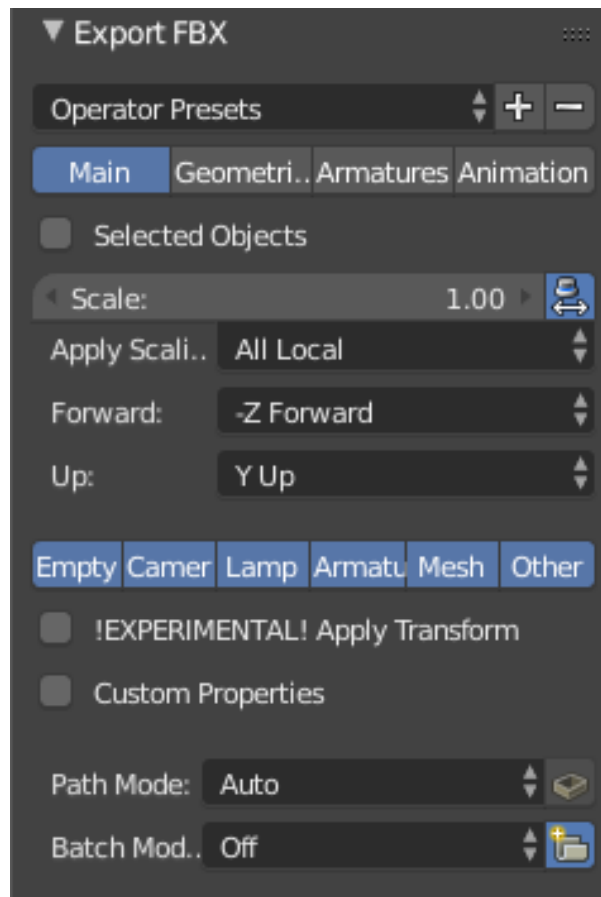 Export FBX
Operator Presets
Main Geometri.. Armatures Animation
Selected Objects
Scale: 1.00
Apply Scali.. All Local
Forward: -Z Forward
Up: Y Up
Empty Camer Lamp Armatu Mesh Other
!EXPERIMENTAL! Apply Transform
Custom Properties
Path Mode: Auto
Batch Mod.. Off